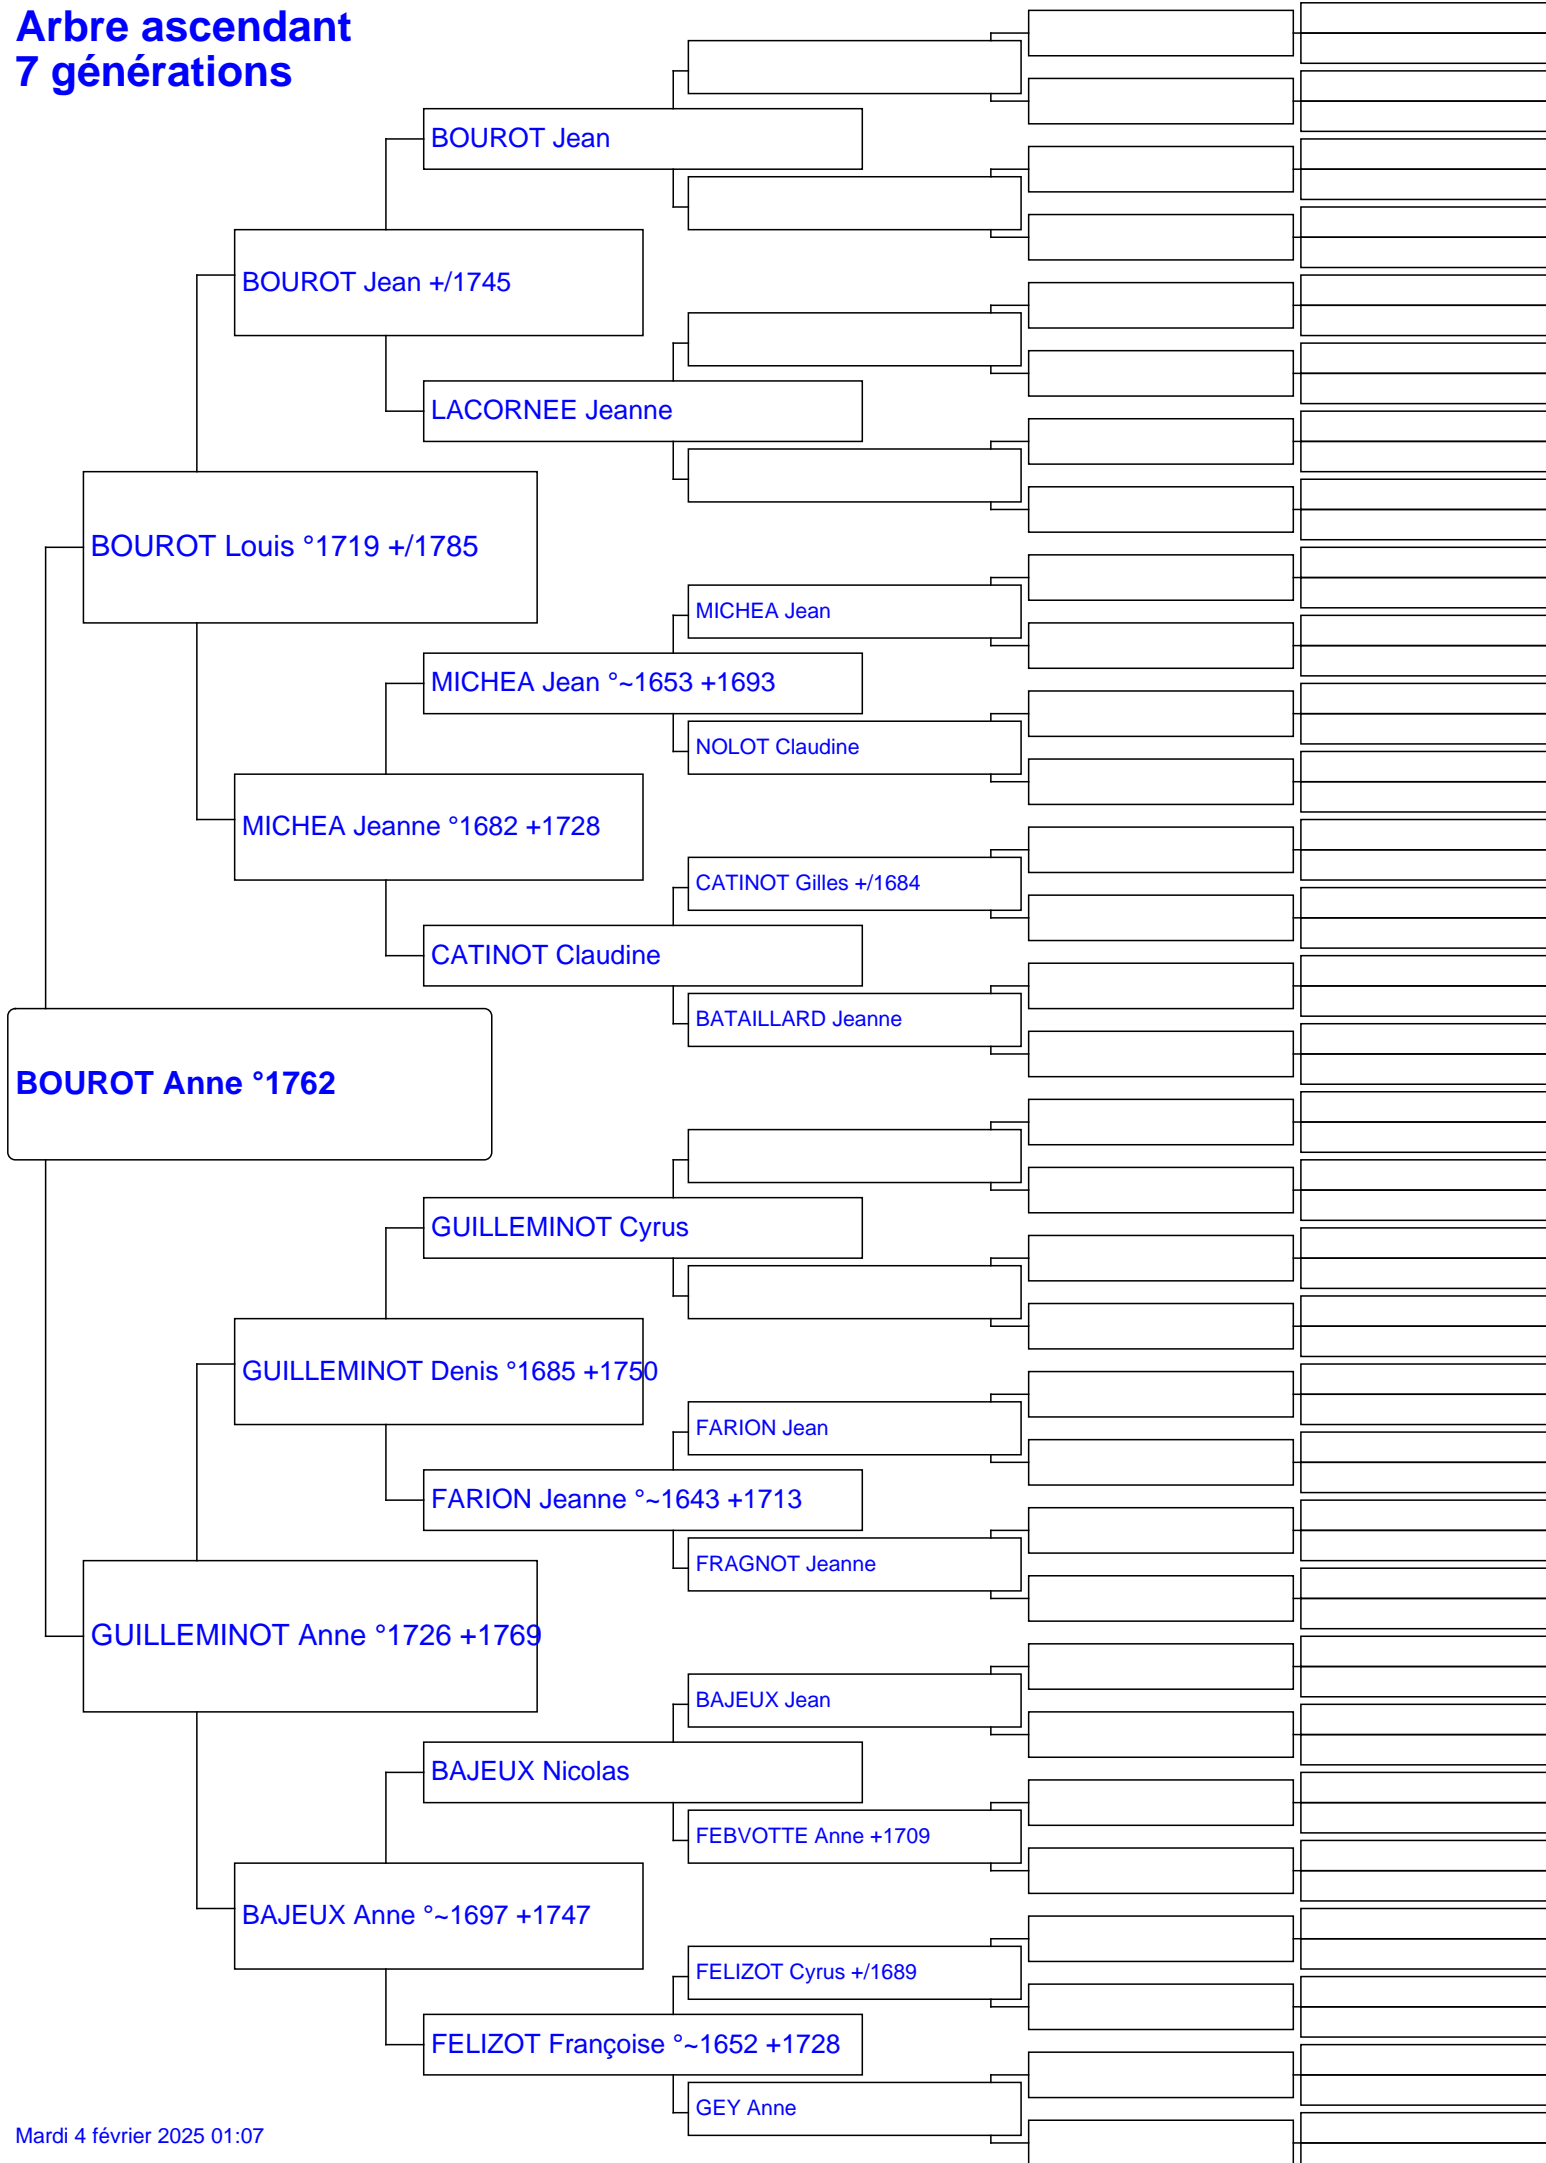 Arbre ascendant
7 générations
BOUROT Jean
BOUROT Jean +/1745
LACORNEE Jeanne
BOUROT Louis °1719 +/1785
MICHEA Jean
MICHEA Jean °~1653 +1693
NOLOT Claudine
MICHEA Jeanne °1682 +1728
CATINOT Gilles +/1684
CATINOT Claudine
BATAILLARD Jeanne
BOUROT Anne °1762
GUILLEMINOT Cyrus
GUILLEMINOT Denis °1685 +1750
FARION Jean
FARION Jeanne °~1643 +1713
FRAGNOT Jeanne
GUILLEMINOT Anne °1726 +1769
BAJEUX Jean
BAJEUX Nicolas
FEBVOTTE Anne +1709
BAJEUX Anne °~1697 +1747
FELIZOT Cyrus +/1689
FELIZOT Françoise °~1652 +1728
GEY Anne
Mardi 4 février 2025 01:07